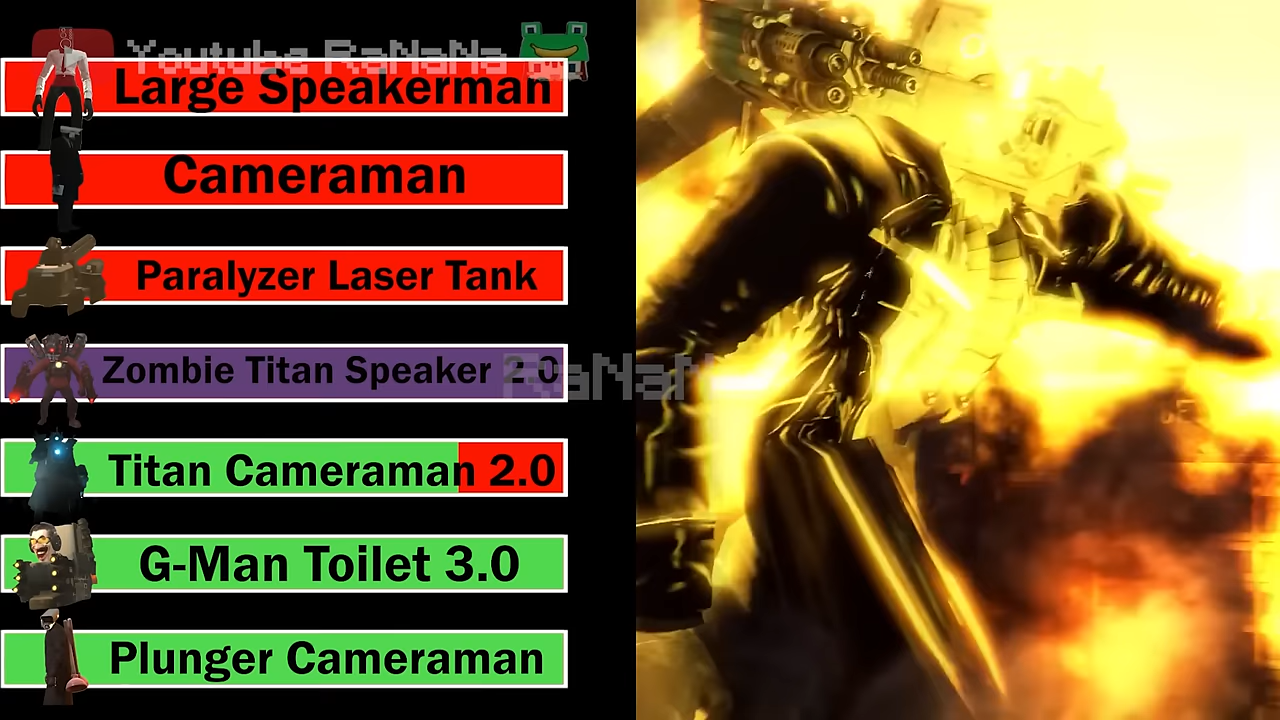 Youtube RaNaNa
Large Speakerman
Cameraman
Paralyzer Laser Tank
Zombie Titan Speaker 2.0
RaNaN
Titan Cameraman 2.0
G-Man Toilet 3.0
Plunger Cameraman